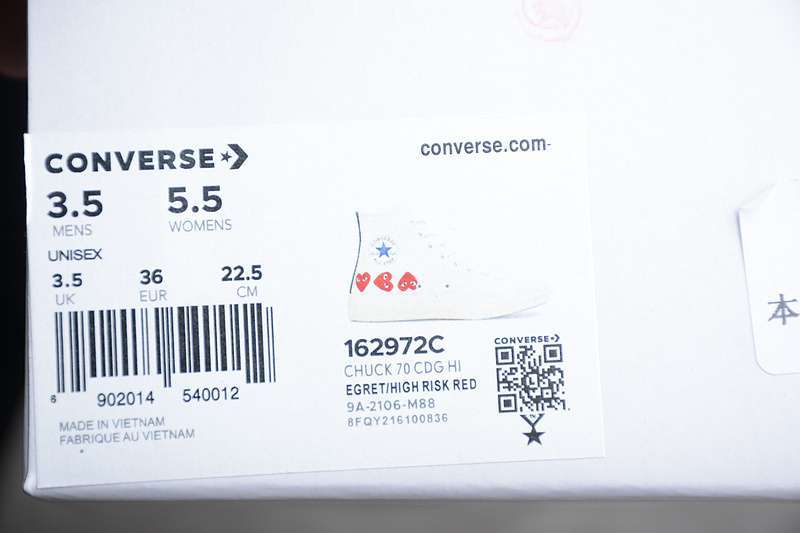 CONVERSE
converse.com-
3.5 5.5
MENS WOMENS
UNISEX
3.5 36 22.5
UK EUR CM
8 902014 540012
MADE IN VIETNAM
FABRIQUE AU VIETNAM
CONVERSE
162972C
CHUCK 70 CDG HI
EGRET/HIGH RISK RED
9A-2106-M88
8FQY216100836
CONVERSE
本